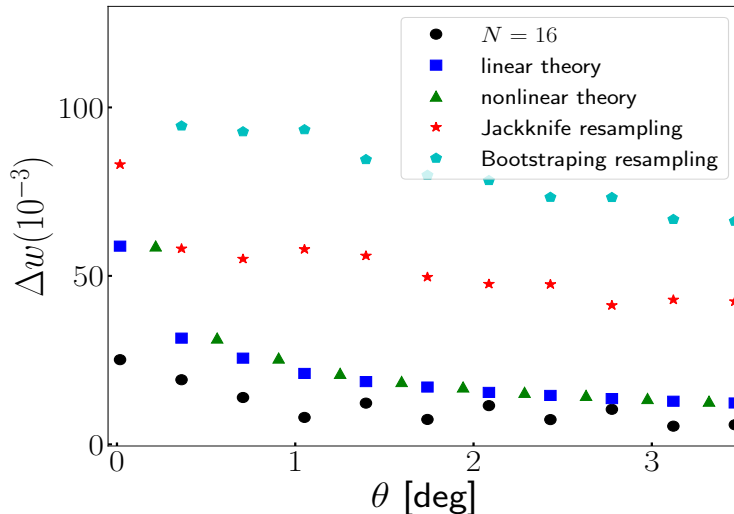 N = 16
linear theory
nonlinear theory
Jackknife resampling
Bootstraping resampling
Δw(10⁻³)
100
50
0
0 1 2 3
θ [deg]